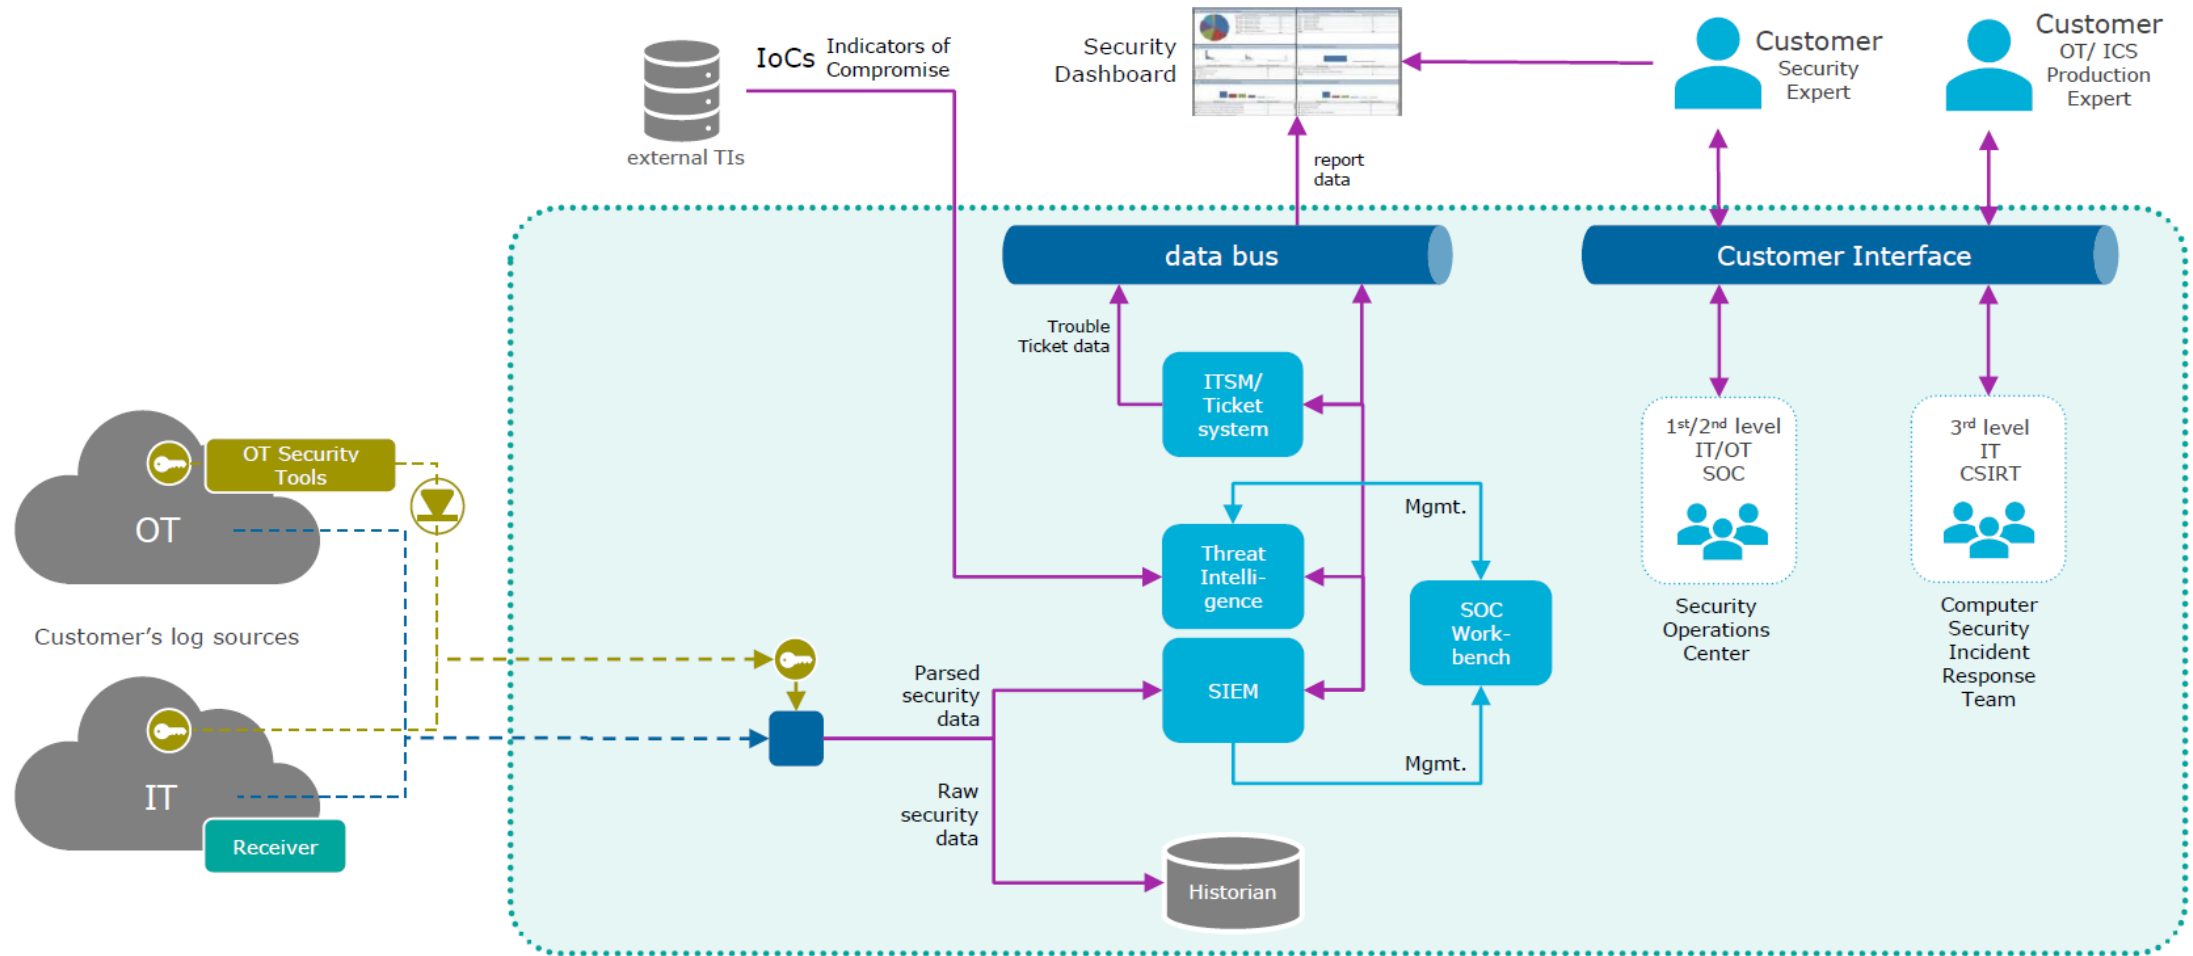 IoCs
Indicators of
Compromise
external TIs
Security
Dashboard
report
data
Customer
Security
Expert
Customer
OT/ ICS
Production
Expert
data bus
Customer Interface
Trouble
Ticket data
ITSM/
Ticket
system
Mgmt.
Threat
Intelli-
gence
SOC
Work-
bench
SIEM
Mgmt.
1st/2nd level
IT/OT
SOC
Security
Operations
Center
3rd level
IT
CSIRT
Computer
Security
Incident
Response
Team
OT Security
Tools
OT
Customer’s log sources
IT
Receiver
Parsed
security
data
Raw
security
data
Historian